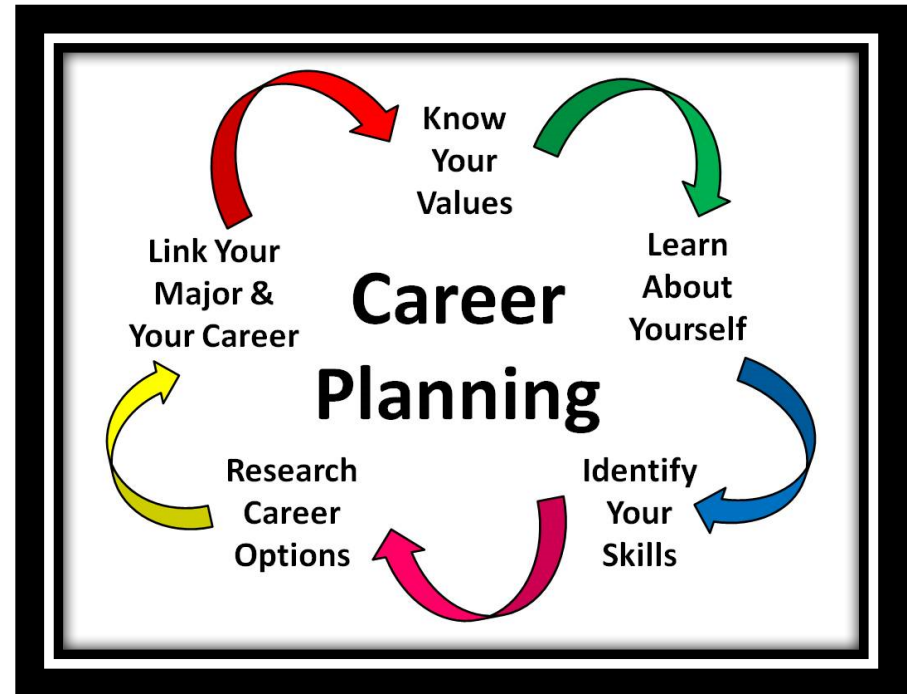 Career
Planning
Know
Your
Values
Learn
About
Yourself
Identify
Your
Skills
Research
Career
Options
Link Your
Major &
Your Career